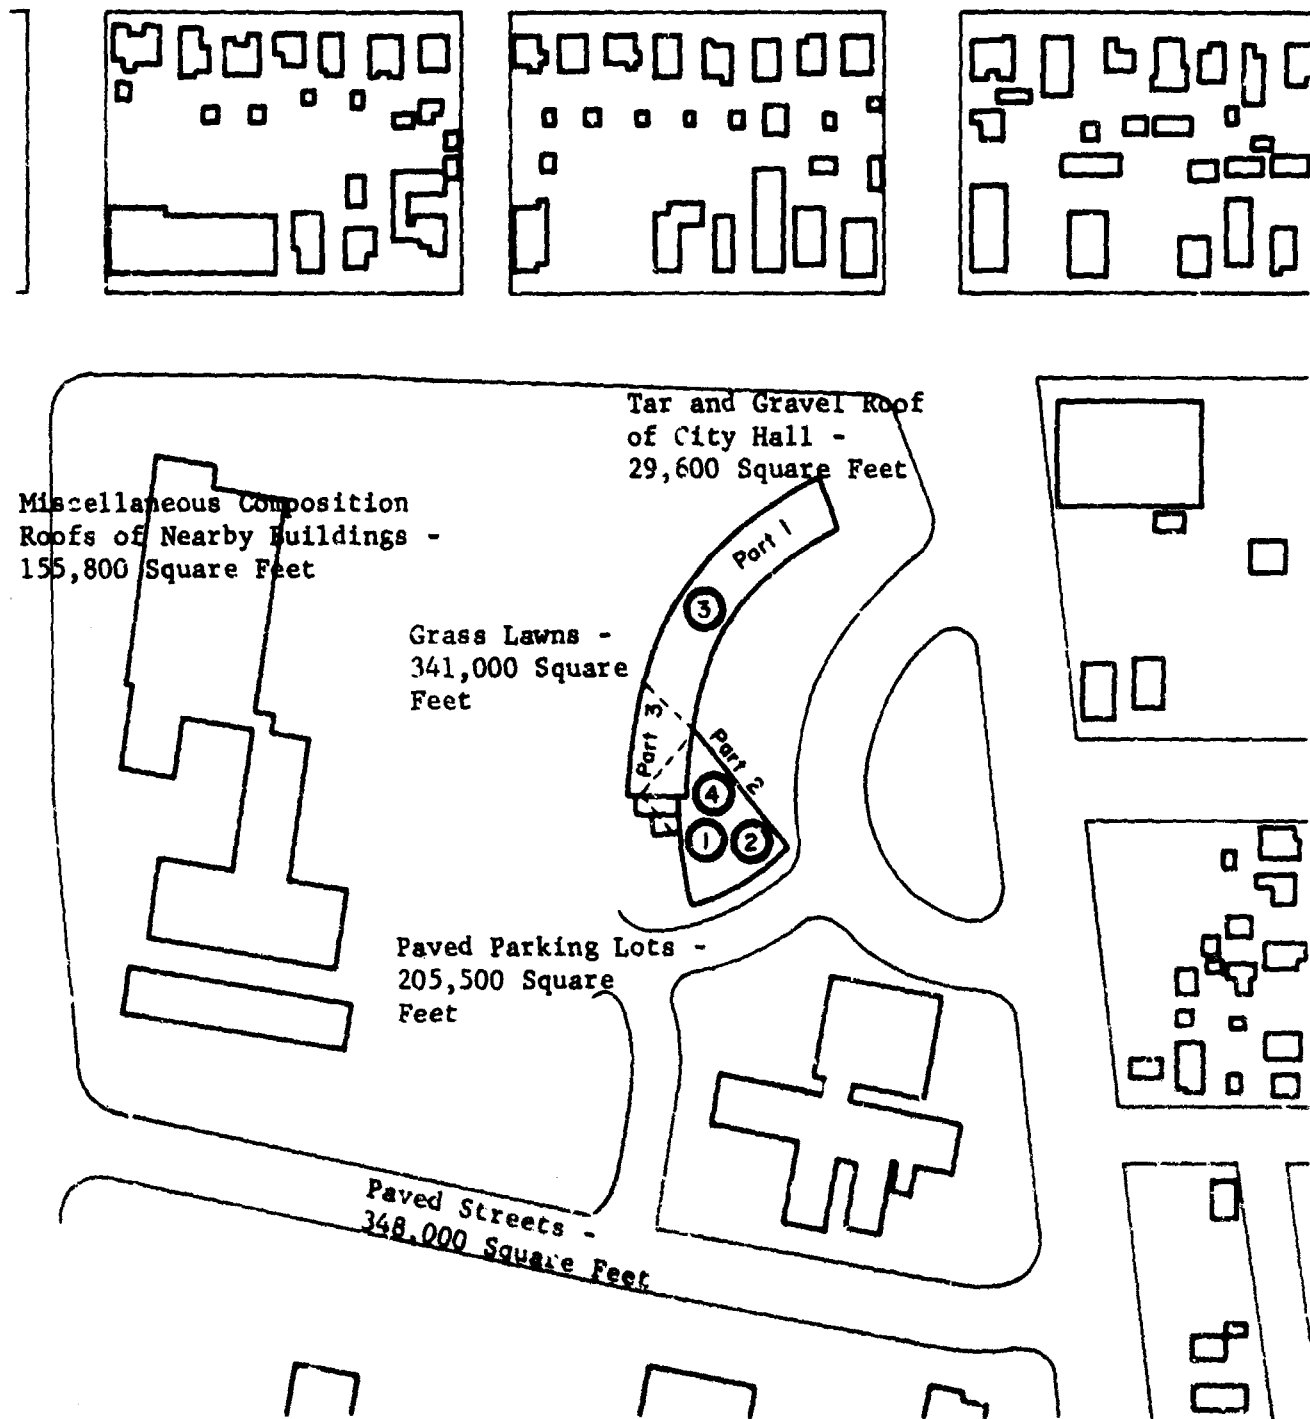 Tar and Gravel Roof
of City Hall -
29,600 Square Feet
Miscellaneous Composition
Roofs of Nearby Buildings -
155,800 Square Feet
Part 1
3
Grass Lawns -
341,000 Square
Feet
Part 3
Part 2
4
1
2
Paved Parking Lots -
205,500 Square
Feet
Paved Streets -
348,000 Square Feet